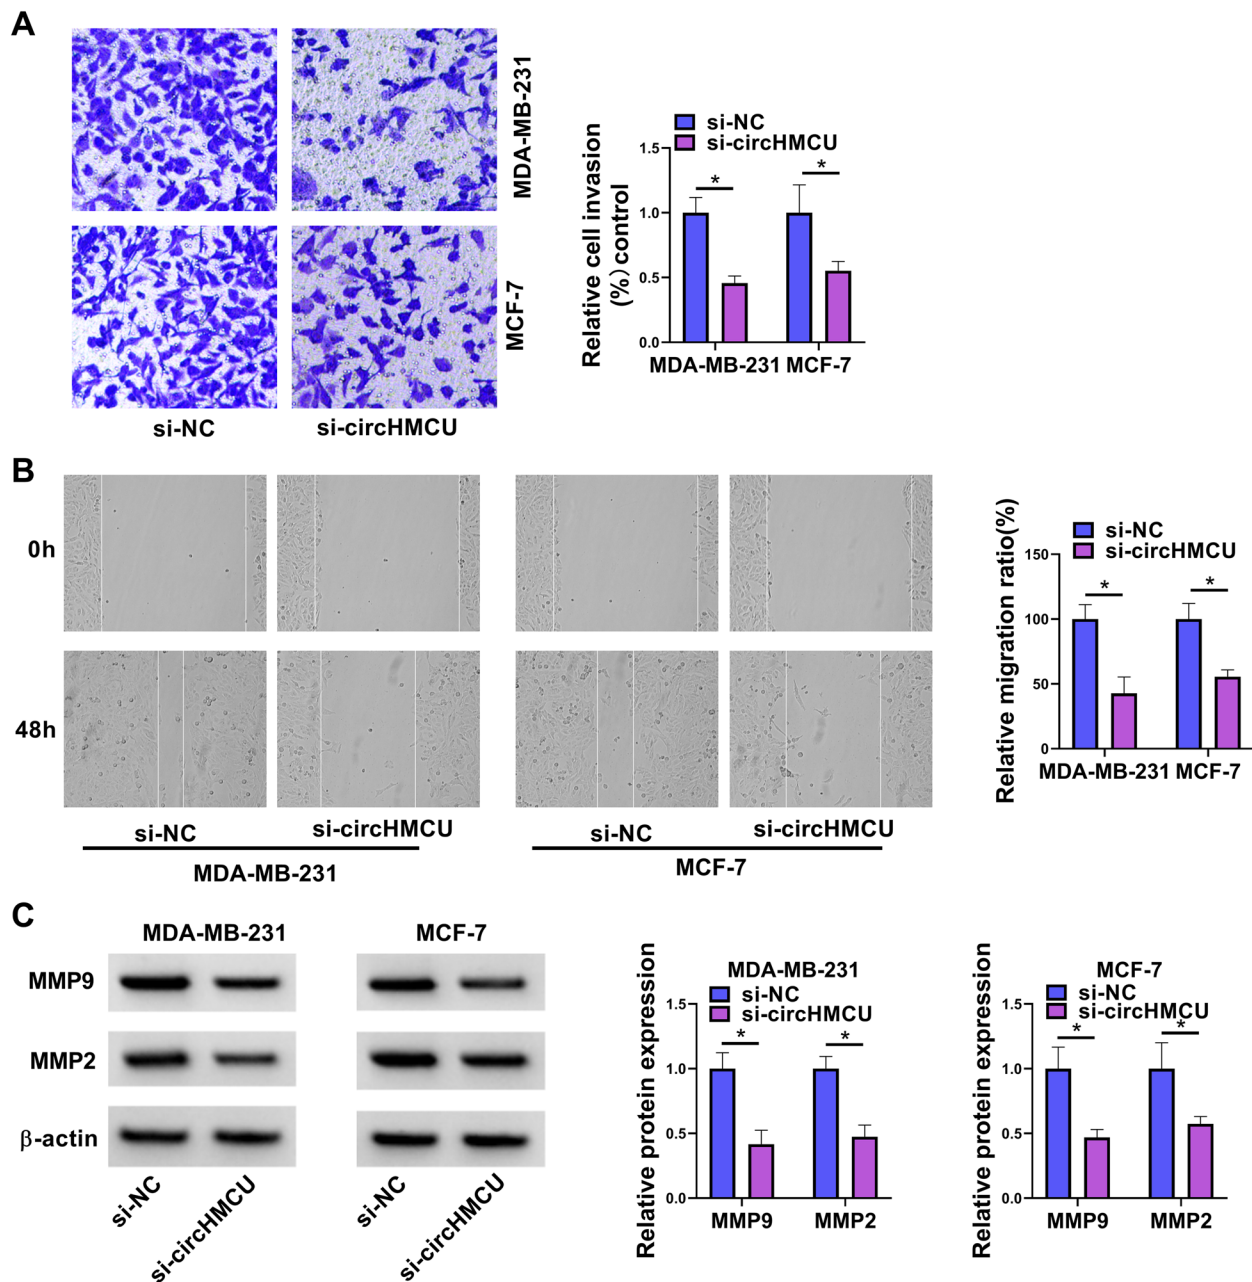 A
MDA-MB-231
MCF-7
si-NC
si-circHMCU
si-NC
si-circHMCU
Relative cell invasion
(%) control
1.5
1.0
0.5
0.0
*
*
MDA-MB-231
MCF-7
B
0h
48h
si-NC
si-circHMCU
si-NC
si-circHMCU
MDA-MB-231
MCF-7
si-NC
si-circHMCU
Relative migration ratio(%)
150
100
50
0
*
*
MDA-MB-231
MCF-7
C
MDA-MB-231
MCF-7
MMP9
MMP2
β-actin
si-NC
si-circHMCU
si-NC
si-circHMCU
MDA-MB-231
si-NC
si-circHMCU
Relative protein expression
1.5
1.0
0.5
0.0
*
*
MMP9
MMP2
MCF-7
si-NC
si-circHMCU
Relative protein expression
1.5
1.0
0.5
0.0
*
*
MMP9
MMP2